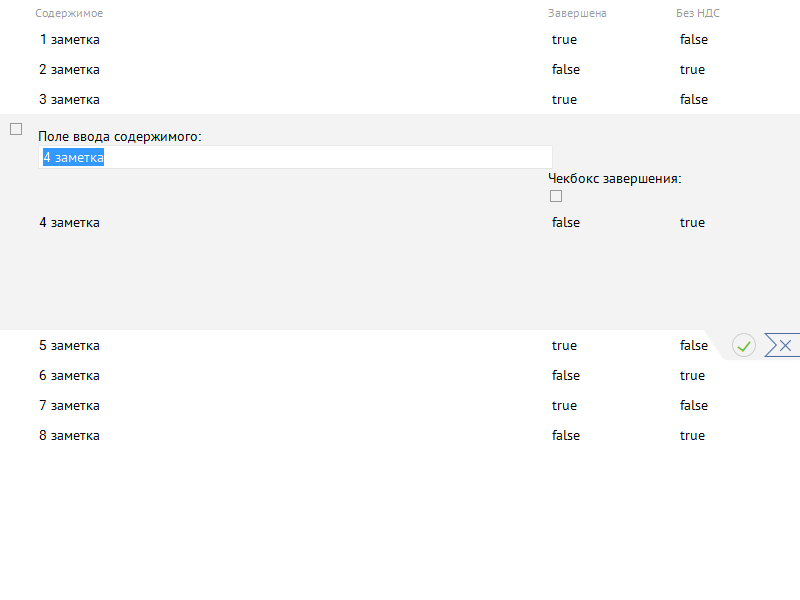 Содержимое Завершена Без НДС
1 заметка true false
2 заметка false true
3 заметка true false
Поле ввода содержимого:
4 заметка
Чекбокс завершения:
4 заметка false true
5 заметка true false
6 заметка false true
7 заметка true false
8 заметка false true